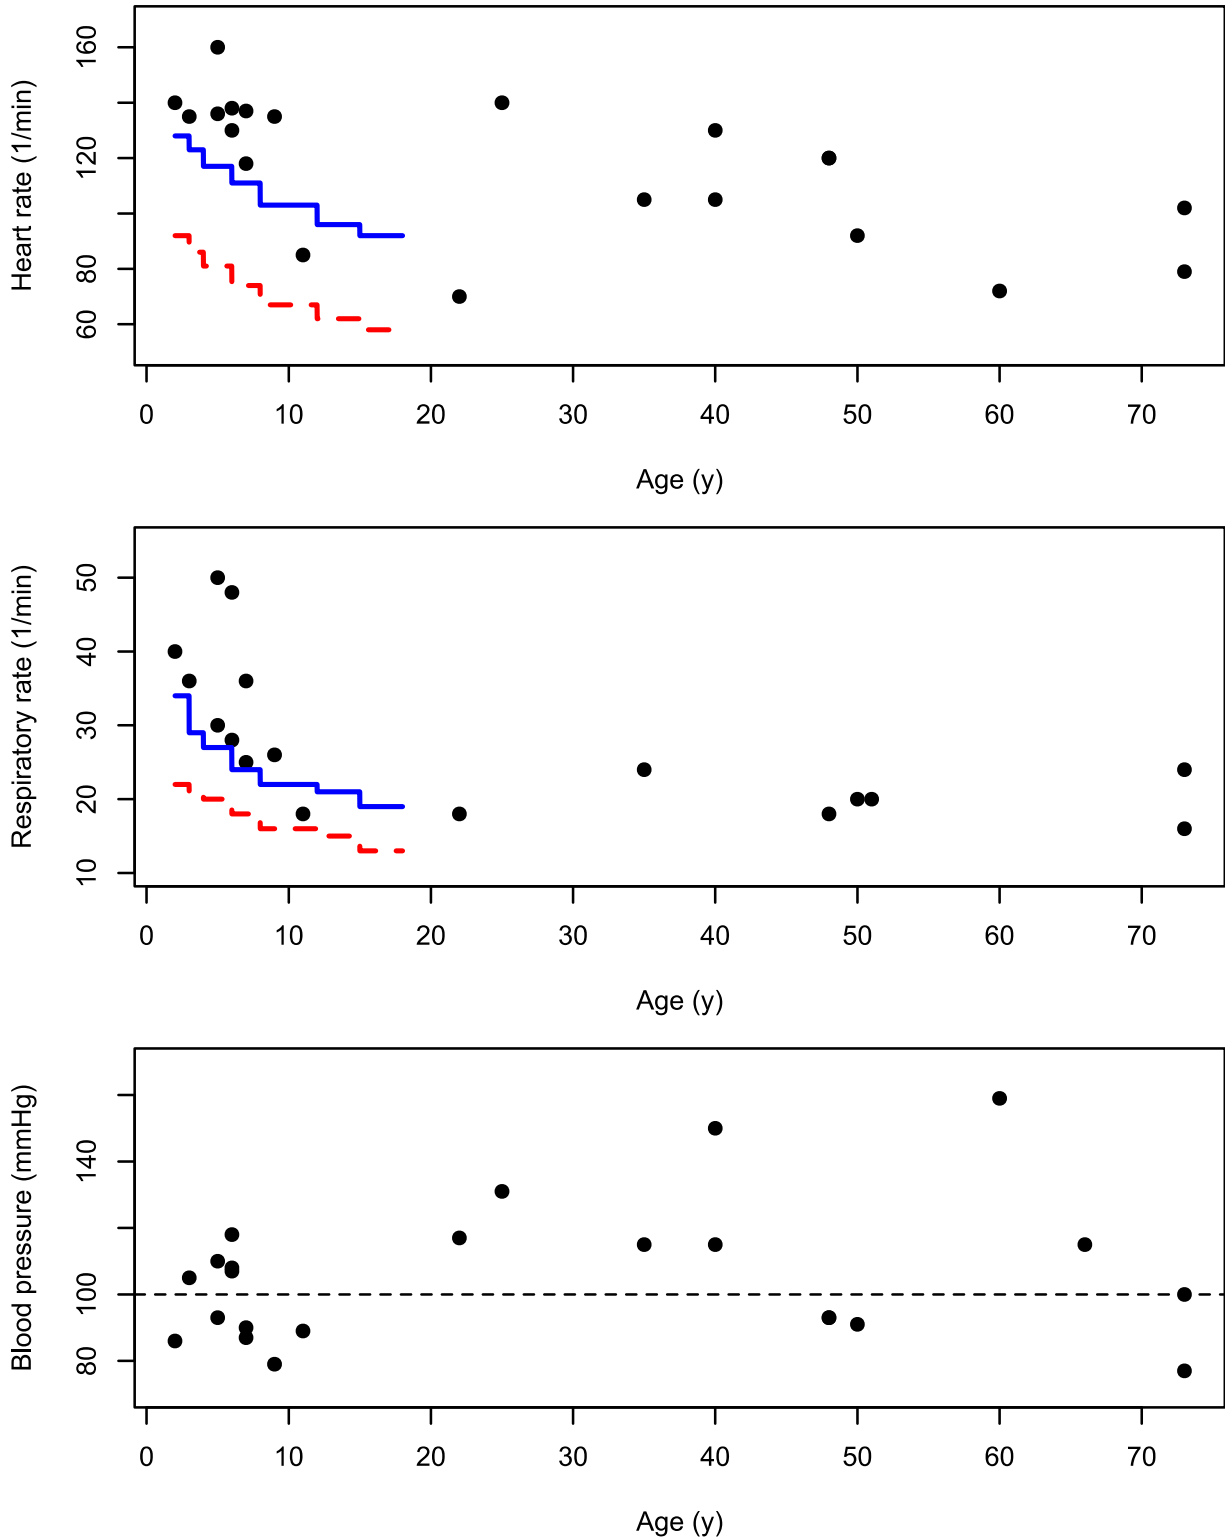 Heart rate (1/min)
160
120
80
60
0 10 20 30 40 50 60 70
Age (y)
Respiratory rate (1/min)
50
40
30
20
10
0 10 20 30 40 50 60 70
Age (y)
Blood pressure (mmHg)
140
100
80
0 10 20 30 40 50 60 70
Age (y)